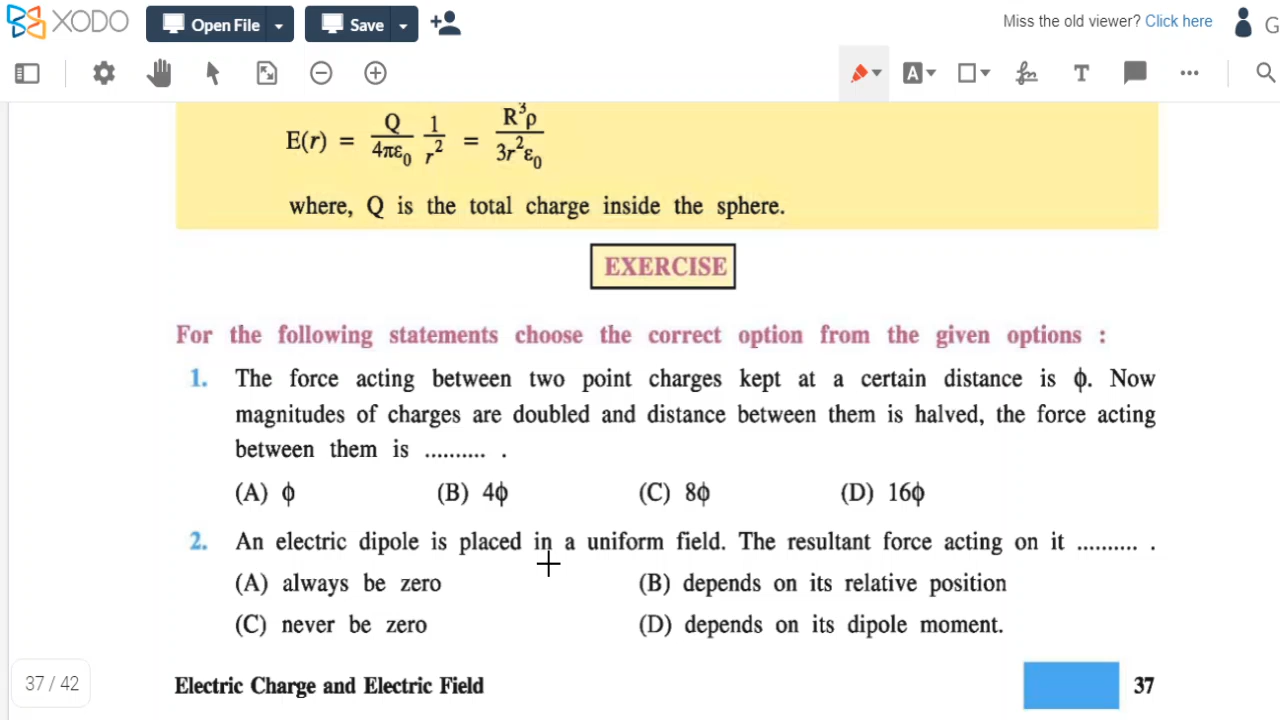 XODO
Open File
Save
Miss the old viewer? Click here
G
A
T
E(r) = Q/4πε₀ 1/r² = R³ρ/3r²ε₀
where, Q is the total charge inside the sphere.
EXERCISE
For the following statements choose the correct option from the given options :
1. The force acting between two point charges kept at a certain distance is ϕ. Now
magnitudes of charges are doubled and distance between them is halved, the force acting
between them is .......... .
(A) ϕ (B) 4ϕ (C) 8ϕ (D) 16ϕ
2. An electric dipole is placed in a uniform field. The resultant force acting on it .......... .
(A) always be zero (B) depends on its relative position
(C) never be zero (D) depends on its dipole moment.
37 / 42
Electric Charge and Electric Field 37